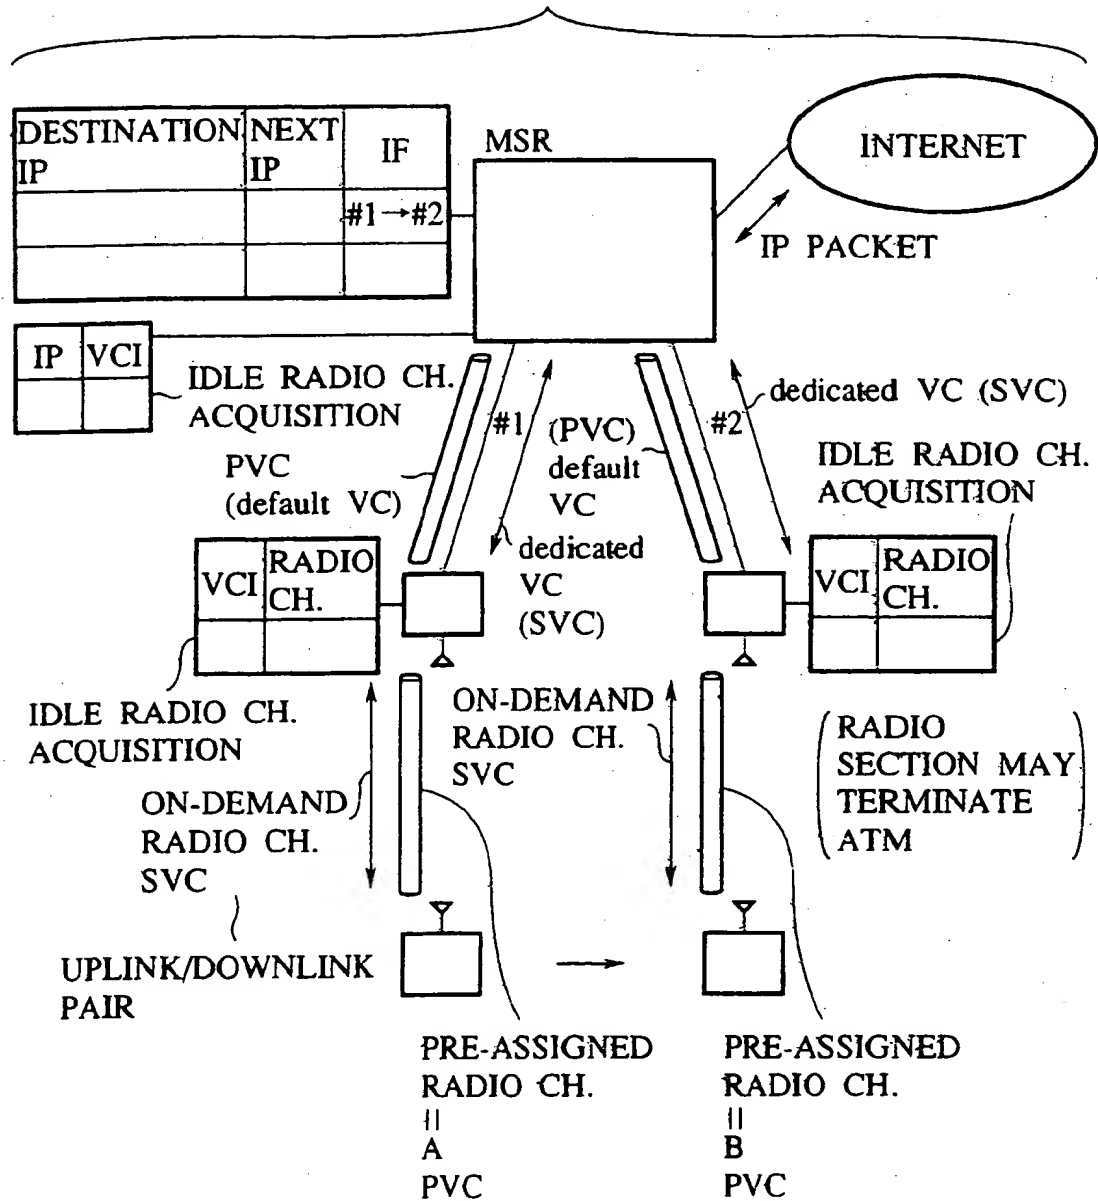 DESTINATION IP
NEXT IP
IF
#1→#2
MSR
INTERNET
IP PACKET
IP
VCI
IDLE RADIO CH.
ACQUISITION
PVC
(default VC)
#1
dedicated
VC
(SVC)
(PVC)
default
VC
#2
dedicated VC (SVC)
IDLE RADIO CH.
ACQUISITION
VCI
RADIO
CH.
VCI
RADIO
CH.
IDLE RADIO CH.
ACQUISITION
ON-DEMAND
RADIO CH.
SVC
UPLINK/DOWNLINK
PAIR
ON-DEMAND
RADIO CH.
SVC
(RADIO
SECTION MAY
TERMINATE
ATM)
PRE-ASSIGNED
RADIO CH.
=
A
PVC
PRE-ASSIGNED
RADIO CH.
=
B
PVC